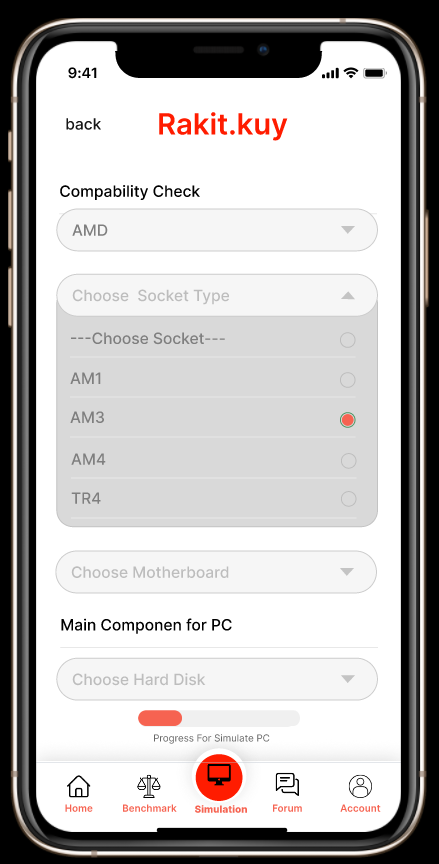 9:41
back
Rakit.kuy
Compability Check
AMD
Choose Socket Type
---Choose Socket---
AM1
AM3
AM4
TR4
Choose Motherboard
Main Componen for PC
Choose Hard Disk
Progress For Simulate PC
Home Benchmark Simulation Forum Account